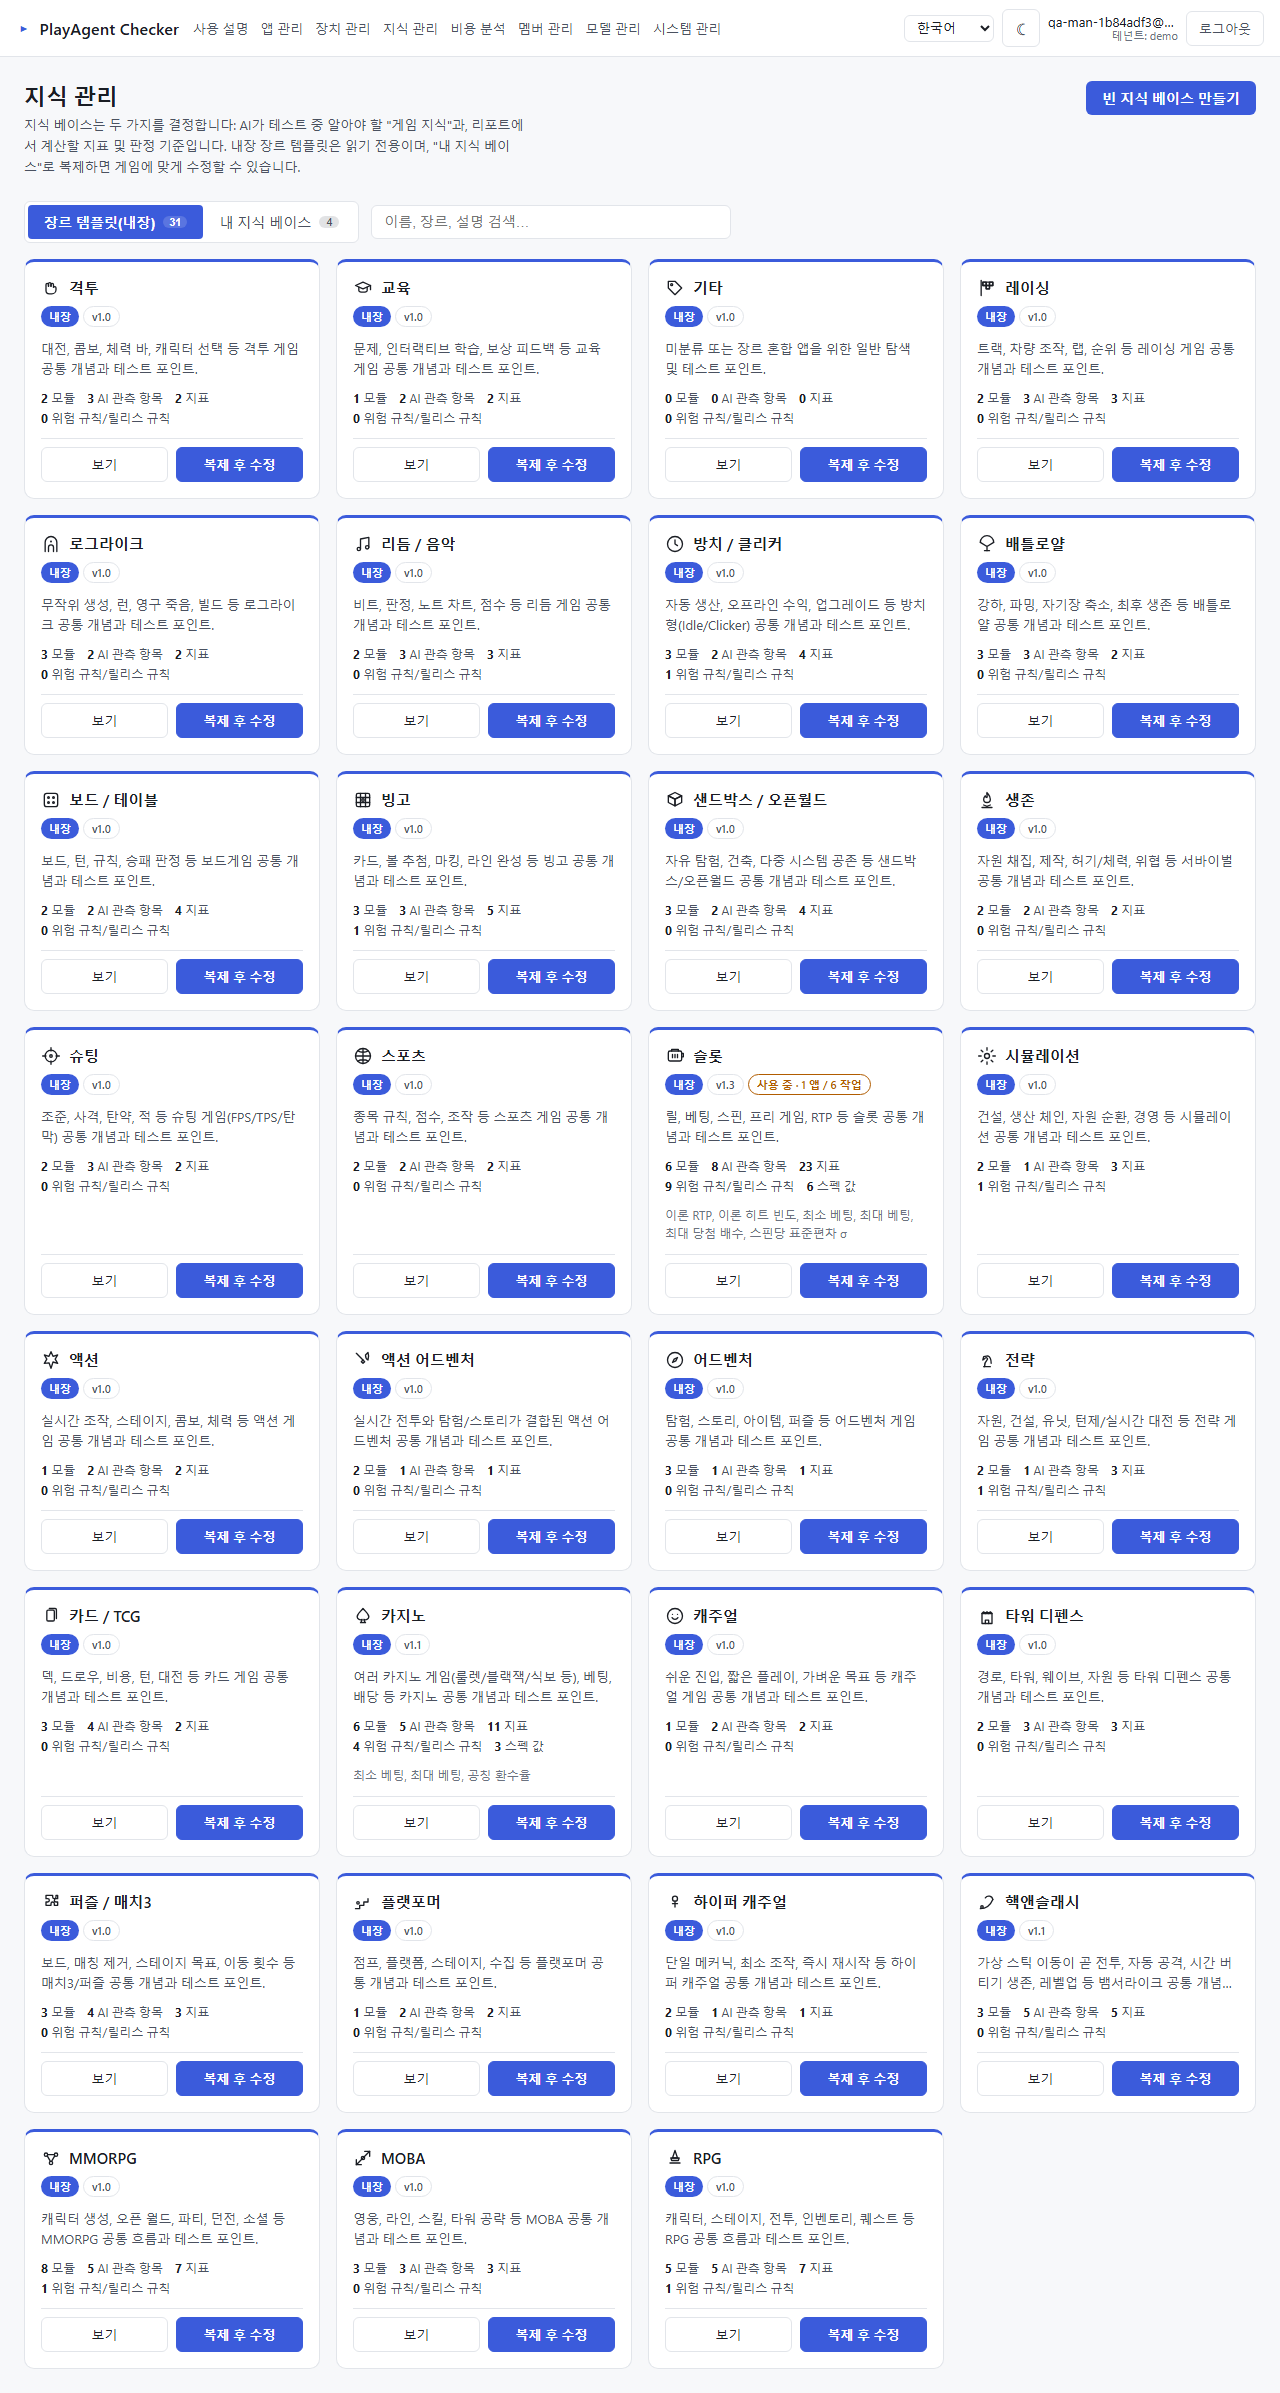 PlayAgent Checker 사용 설명 앱 관리 장치 관리 지식 관리 비용 분석 멤버 관리 모델 관리 시스템 관리 한국어 qa-man-1b84adf3@... 로그아웃
테넌트: demo
지식 관리 빈 지식 베이스 만들기
지식 베이스는 두 가지를 결정합니다: AI가 테스트 중 알아야 할 "게임 지식"과, 리포트에
서 계산할 지표 및 판정 기준입니다. 내장 장르 템플릿은 읽기 전용이며, "내 지식 베이
스"로 복제하면 게임에 맞게 수정할 수 있습니다.
장르 템플릿(내장) 31 내 지식 베이스 4 이름, 장르, 설명 검색...
격투
내장 v1.0
대전, 콤보, 체력 바, 캐릭터 선택 등 격투 게임
공통 개념과 테스트 포인트.
2 모듈 3 AI 관측 항목 2 지표
0 위험 규칙/릴리스 규칙
보기 복제 후 수정
교육
내장 v1.0
문제, 인터랙티브 학습, 보상 피드백 등 교육
게임 공통 개념과 테스트 포인트.
1 모듈 2 AI 관측 항목 2 지표
0 위험 규칙/릴리스 규칙
보기 복제 후 수정
기타
내장 v1.0
미분류 또는 장르 혼합 앱을 위한 일반 탐색
및 테스트 포인트.
0 모듈 0 AI 관측 항목 0 지표
0 위험 규칙/릴리스 규칙
보기 복제 후 수정
레이싱
내장 v1.0
트랙, 차량 조작, 랩, 순위 등 레이싱 게임 공통
개념과 테스트 포인트.
2 모듈 3 AI 관측 항목 3 지표
0 위험 규칙/릴리스 규칙
보기 복제 후 수정
로그라이크
내장 v1.0
무작위 생성, 런, 영구 죽음, 빌드 등 로그라이
크 공통 개념과 테스트 포인트.
3 모듈 2 AI 관측 항목 2 지표
0 위험 규칙/릴리스 규칙
보기 복제 후 수정
리듬 / 음악
내장 v1.0
비트, 판정, 노트 차트, 점수 등 리듬 게임 공통
개념과 테스트 포인트.
2 모듈 3 AI 관측 항목 3 지표
0 위험 규칙/릴리스 규칙
보기 복제 후 수정
방치 / 클리커
내장 v1.0
자동 생산, 오프라인 수익, 업그레이드 등 방치
형(Idle/Clicker) 공통 개념과 테스트 포인트.
3 모듈 2 AI 관측 항목 4 지표
1 위험 규칙/릴리스 규칙
보기 복제 후 수정
배틀로얄
내장 v1.0
강하, 파밍, 자기장 축소, 최후 생존 등 배틀로
얄 공통 개념과 테스트 포인트.
3 모듈 3 AI 관측 항목 2 지표
0 위험 규칙/릴리스 규칙
보기 복제 후 수정
보드 / 테이블
내장 v1.0
보드, 턴, 규칙, 승패 판정 등 보드게임 공통 개
념과 테스트 포인트.
2 모듈 2 AI 관측 항목 4 지표
0 위험 규칙/릴리스 규칙
보기 복제 후 수정
빙고
내장 v1.0
카드, 볼 추첨, 마킹, 라인 완성 등 빙고 공통 개
념과 테스트 포인트.
3 모듈 3 AI 관측 항목 5 지표
1 위험 규칙/릴리스 규칙
보기 복제 후 수정
샌드박스 / 오픈월드
내장 v1.0
자유 탐험, 건축, 다중 시스템 공존 등 샌드박
스/오픈월드 공통 개념과 테스트 포인트.
3 모듈 2 AI 관측 항목 4 지표
0 위험 규칙/릴리스 규칙
보기 복제 후 수정
생존
내장 v1.0
자원 채집, 제작, 허기/체력, 위협 등 서바이벌
공통 개념과 테스트 포인트.
2 모듈 2 AI 관측 항목 2 지표
0 위험 규칙/릴리스 규칙
보기 복제 후 수정
슈팅
내장 v1.0
조준, 사격, 탄약, 적 등 슈팅 게임(FPS/TPS/탄
막) 공통 개념과 테스트 포인트.
2 모듈 3 AI 관측 항목 2 지표
0 위험 규칙/릴리스 규칙
보기 복제 후 수정
스포츠
내장 v1.0
종목 규칙, 점수, 조작 등 스포츠 게임 공통 개
념과 테스트 포인트.
2 모듈 2 AI 관측 항목 2 지표
0 위험 규칙/릴리스 규칙
보기 복제 후 수정
슬롯
내장 v1.3 사용 중 · 1 앱 / 6 작업
릴, 베팅, 스핀, 프리 게임, RTP 등 슬롯 공통 개
념과 테스트 포인트.
6 모듈 8 AI 관측 항목 23 지표
9 위험 규칙/릴리스 규칙 6 스펙 값
이론 RTP, 이론 히트 빈도, 최소 베팅, 최대 베팅,
최대 당첨 배수, 스핀당 표준편차 σ
보기 복제 후 수정
시뮬레이션
내장 v1.0
건설, 생산 체인, 자원 순환, 경영 등 시뮬레이
션 공통 개념과 테스트 포인트.
2 모듈 1 AI 관측 항목 3 지표
1 위험 규칙/릴리스 규칙
보기 복제 후 수정
액션
내장 v1.0
실시간 조작, 스테이지, 콤보, 체력 등 액션 게
임 공통 개념과 테스트 포인트.
1 모듈 2 AI 관측 항목 2 지표
0 위험 규칙/릴리스 규칙
보기 복제 후 수정
액션 어드벤처
내장 v1.0
실시간 전투와 탐험/스토리가 결합된 액션 어
드벤처 공통 개념과 테스트 포인트.
2 모듈 1 AI 관측 항목 1 지표
0 위험 규칙/릴리스 규칙
보기 복제 후 수정
어드벤처
내장 v1.0
탐험, 스토리, 아이템, 퍼즐 등 어드벤처 게임
공통 개념과 테스트 포인트.
3 모듈 1 AI 관측 항목 1 지표
0 위험 규칙/릴리스 규칙
보기 복제 후 수정
전략
내장 v1.0
자원, 건설, 유닛, 턴제/실시간 대전 등 전략 게
임 공통 개념과 테스트 포인트.
2 모듈 1 AI 관측 항목 3 지표
1 위험 규칙/릴리스 규칙
보기 복제 후 수정
카드 / TCG
내장 v1.0
덱, 드로우, 비용, 턴, 대전 등 카드 게임 공통
개념과 테스트 포인트.
3 모듈 4 AI 관측 항목 2 지표
0 위험 규칙/릴리스 규칙
보기 복제 후 수정
카지노
내장 v1.1
여러 카지노 게임(룰렛/블랙잭/식보 등), 베팅,
배당 등 카지노 공통 개념과 테스트 포인트.
6 모듈 5 AI 관측 항목 11 지표
4 위험 규칙/릴리스 규칙 3 스펙 값
최소 베팅, 최대 베팅, 공칭 환수율
보기 복제 후 수정
캐주얼
내장 v1.0
쉬운 진입, 짧은 플레이, 가벼운 목표 등 캐주
얼 게임 공통 개념과 테스트 포인트.
1 모듈 2 AI 관측 항목 2 지표
0 위험 규칙/릴리스 규칙
보기 복제 후 수정
타워 디펜스
내장 v1.0
경로, 타워, 웨이브, 자원 등 타워 디펜스 공통
개념과 테스트 포인트.
2 모듈 3 AI 관측 항목 3 지표
0 위험 규칙/릴리스 규칙
보기 복제 후 수정
퍼즐 / 매치3
내장 v1.0
보드, 매칭 제거, 스테이지 목표, 이동 횟수 등
매치3/퍼즐 공통 개념과 테스트 포인트.
3 모듈 4 AI 관측 항목 3 지표
0 위험 규칙/릴리스 규칙
보기 복제 후 수정
플랫포머
내장 v1.0
점프, 플랫폼, 스테이지, 수집 등 플랫포머 공
통 개념과 테스트 포인트.
1 모듈 2 AI 관측 항목 2 지표
0 위험 규칙/릴리스 규칙
보기 복제 후 수정
하이퍼 캐주얼
내장 v1.0
단일 메커닉, 최소 조작, 즉시 재시작 등 하이
퍼 캐주얼 공통 개념과 테스트 포인트.
2 모듈 1 AI 관측 항목 1 지표
0 위험 규칙/릴리스 규칙
보기 복제 후 수정
핵앤슬래시
내장 v1.1
가상 스틱 이동이 곧 전투, 자동 공격, 시간 버
티기 생존, 레벨업 등 뱀서라이크 공통 개념...
3 모듈 5 AI 관측 항목 5 지표
0 위험 규칙/릴리스 규칙
보기 복제 후 수정
MMORPG
내장 v1.0
캐릭터 생성, 오픈 월드, 파티, 던전, 소셜 등
MMORPG 공통 흐름과 테스트 포인트.
8 모듈 5 AI 관측 항목 7 지표
1 위험 규칙/릴리스 규칙
보기 복제 후 수정
MOBA
내장 v1.0
영웅, 라인, 스킬, 타워 공략 등 MOBA 공통 개
념과 테스트 포인트.
3 모듈 3 AI 관측 항목 3 지표
0 위험 규칙/릴리스 규칙
보기 복제 후 수정
RPG
내장 v1.0
캐릭터, 스테이지, 전투, 인벤토리, 퀘스트 등
RPG 공통 흐름과 테스트 포인트.
5 모듈 5 AI 관측 항목 7 지표
1 위험 규칙/릴리스 규칙
보기 복제 후 수정